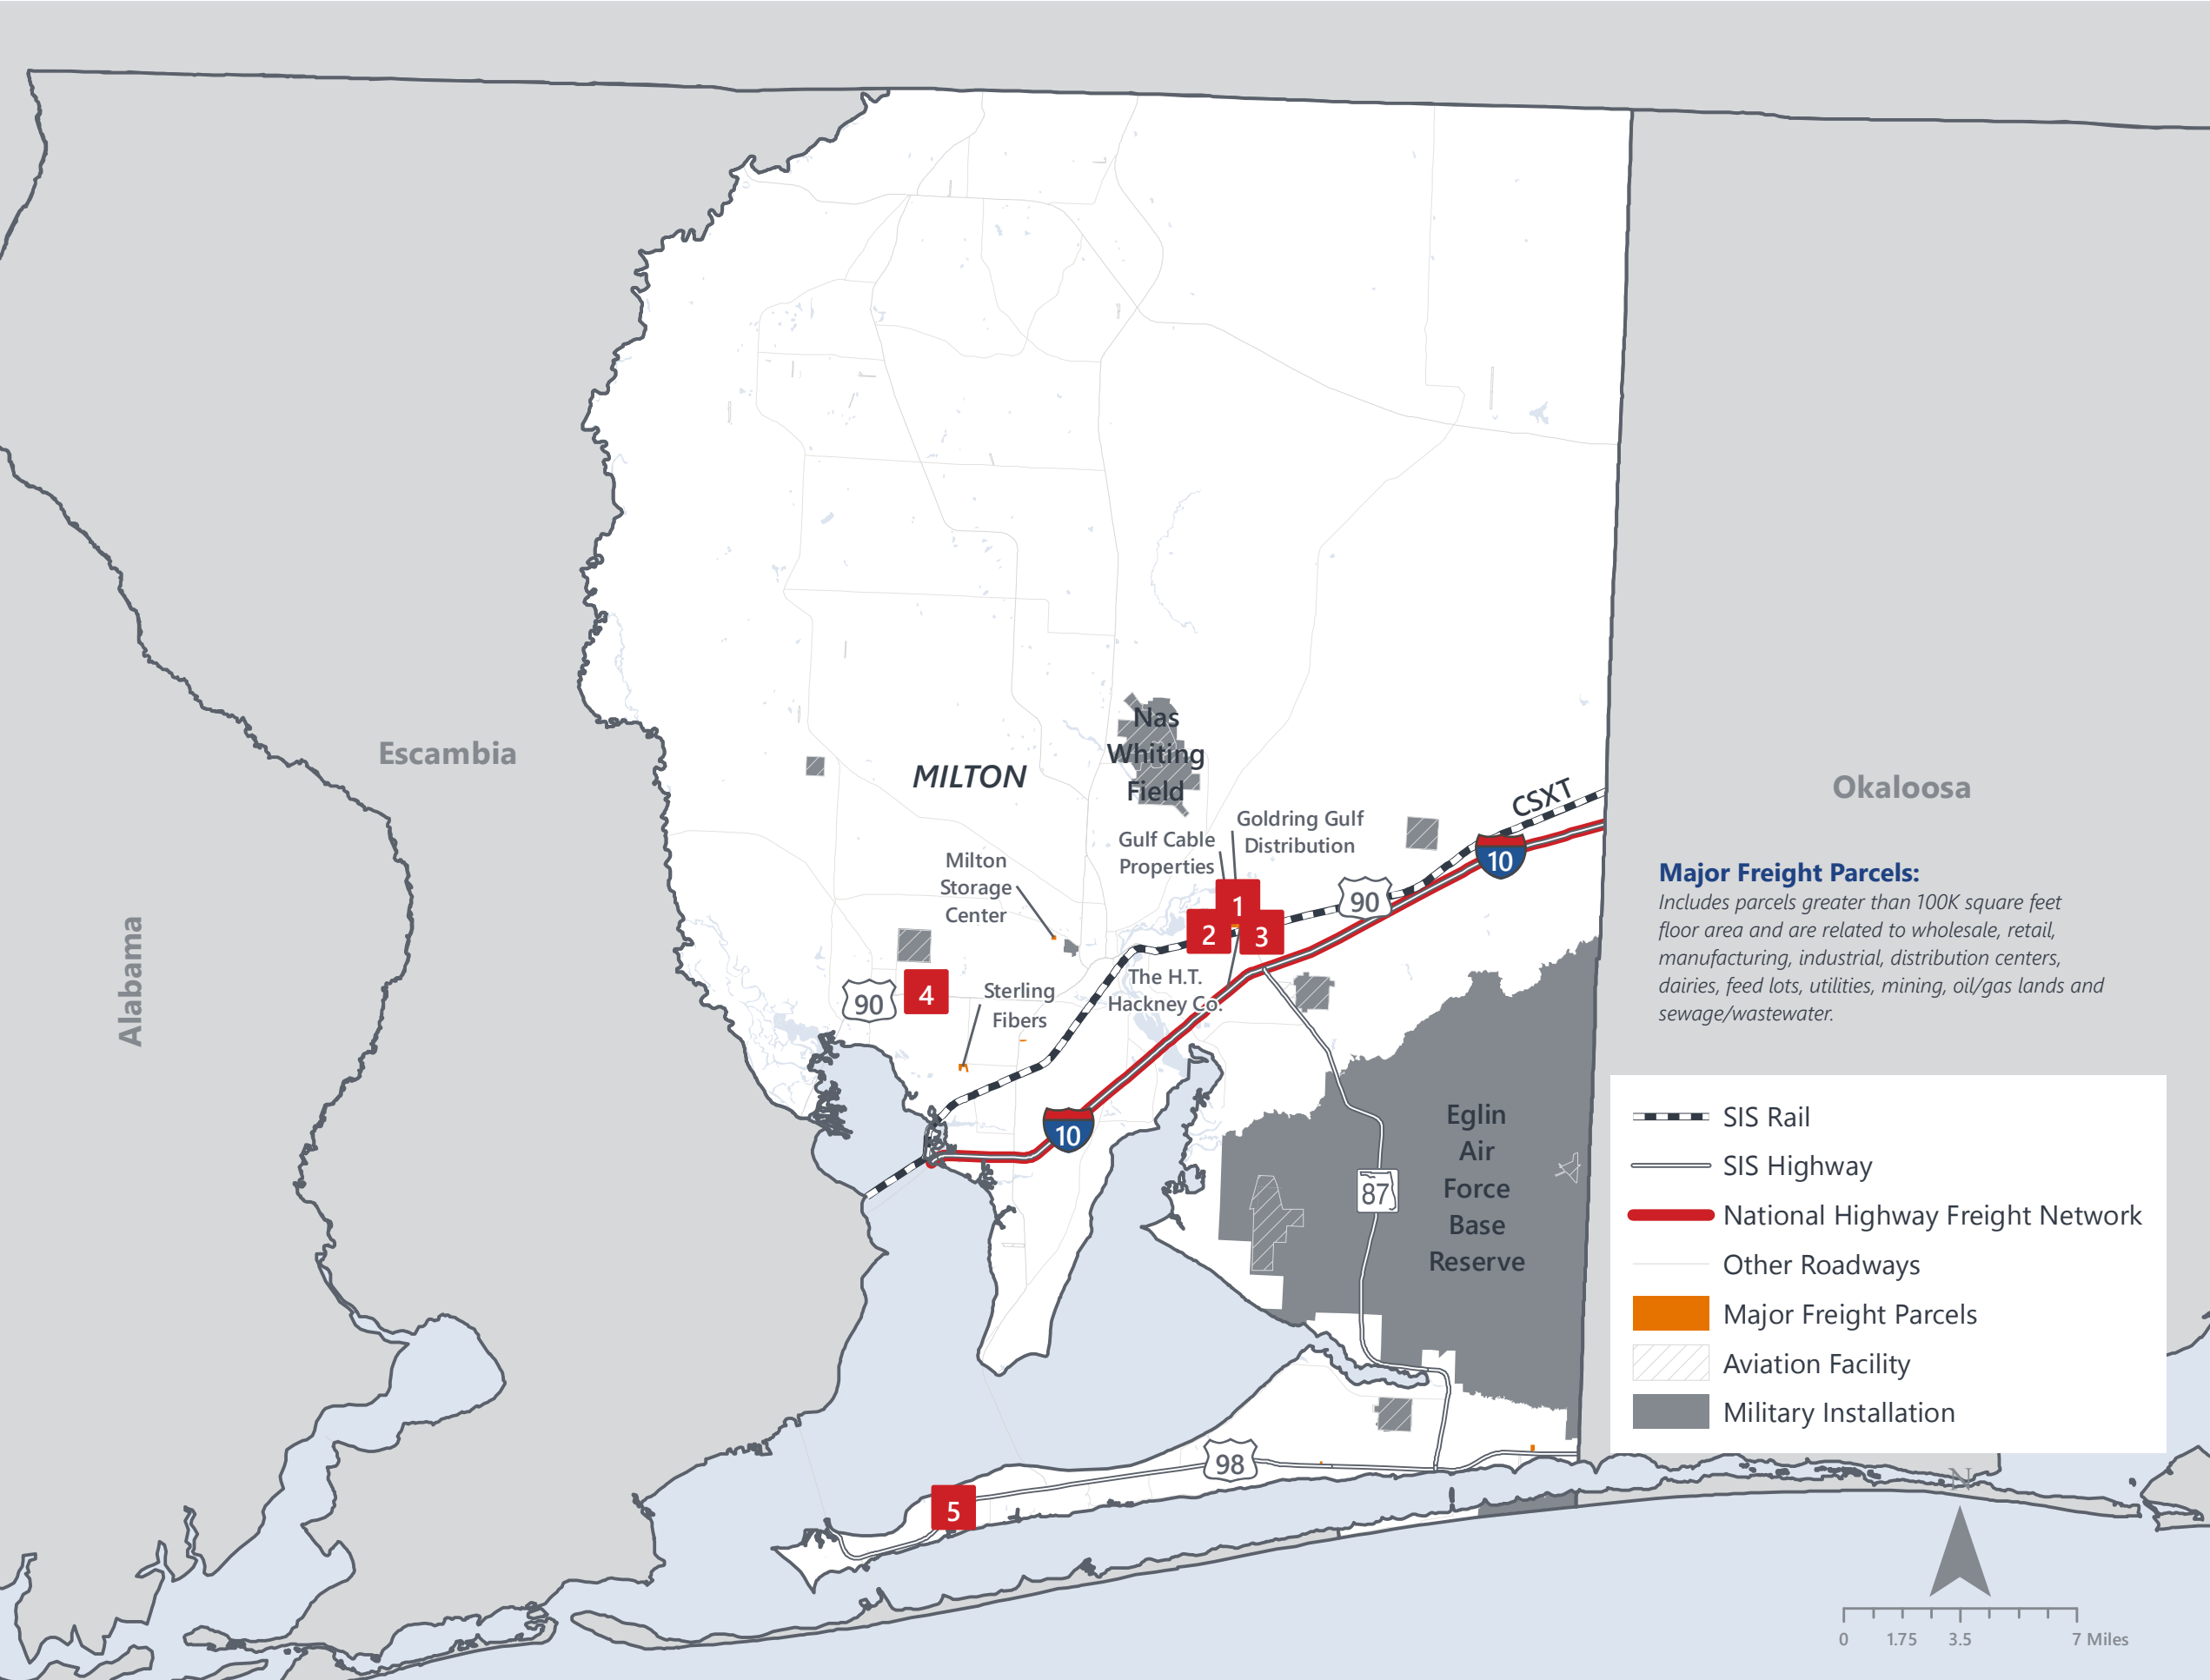 Escambia
Alabama
Okaloosa
MILTON
Nas
Whiting
Field
CSXT
10
90
Goldring Gulf
Distribution
Gulf Cable
Properties
Milton
Storage
Center
1
2
3
The H.T.
Hackney Co.
90
4
Sterling
Fibers
10
Eglin
Air
Force
Base
Reserve
87
98
5
Major Freight Parcels:
Includes parcels greater than 100K square feet
floor area and are related to wholesale, retail,
manufacturing, industrial, distribution centers,
dairies, feed lots, utilities, mining, oil/gas lands and
sewage/wastewater.
SIS Rail
SIS Highway
National Highway Freight Network
Other Roadways
Major Freight Parcels
Aviation Facility
Military Installation
N
0 1.75 3.5 7 Miles